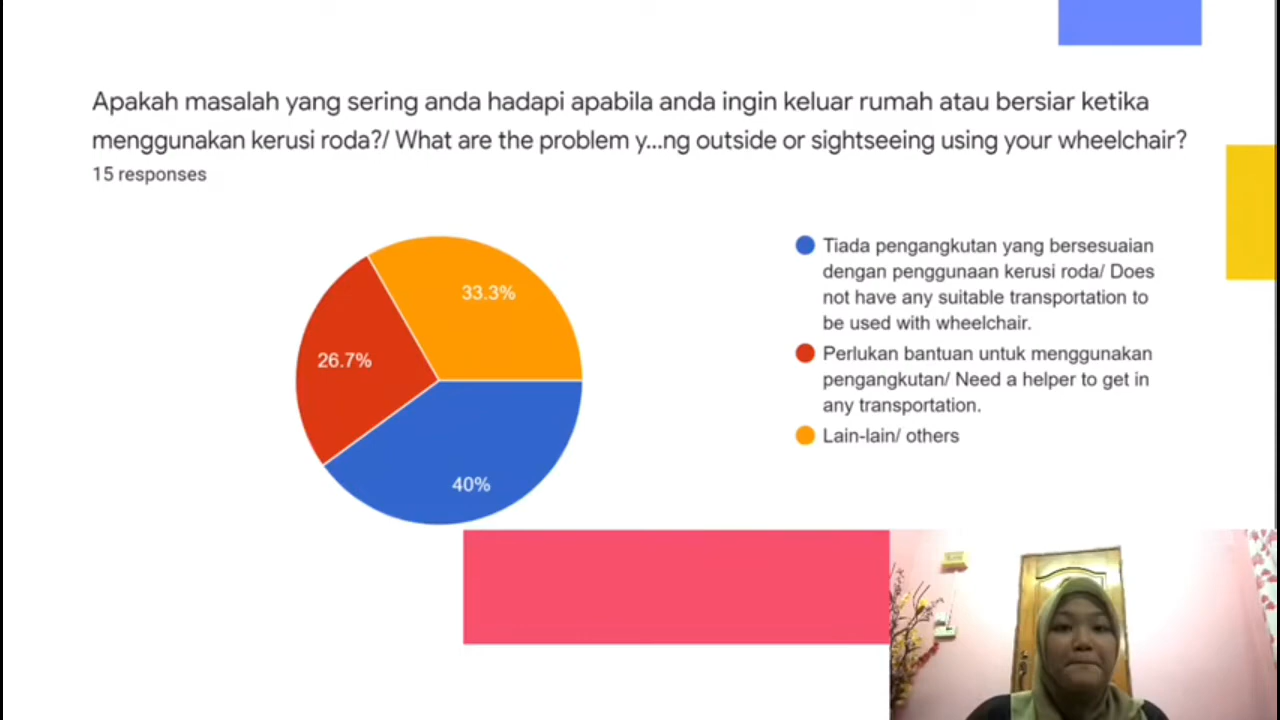 Apakah masalah yang sering anda hadapi apabila anda ingin keluar rumah atau bersiar ketika
menggunakan kerusi roda?/ What are the problem y...ng outside or sightseeing using your wheelchair?
15 responses
33.3%
26.7%
40%
Tiada pengangkutan yang bersesuaian
dengan penggunaan kerusi roda/ Does
not have any suitable transportation to
be used with wheelchair.
Perlukan bantuan untuk menggunakan
pengangkutan/ Need a helper to get in
any transportation.
Lain-lain/ others